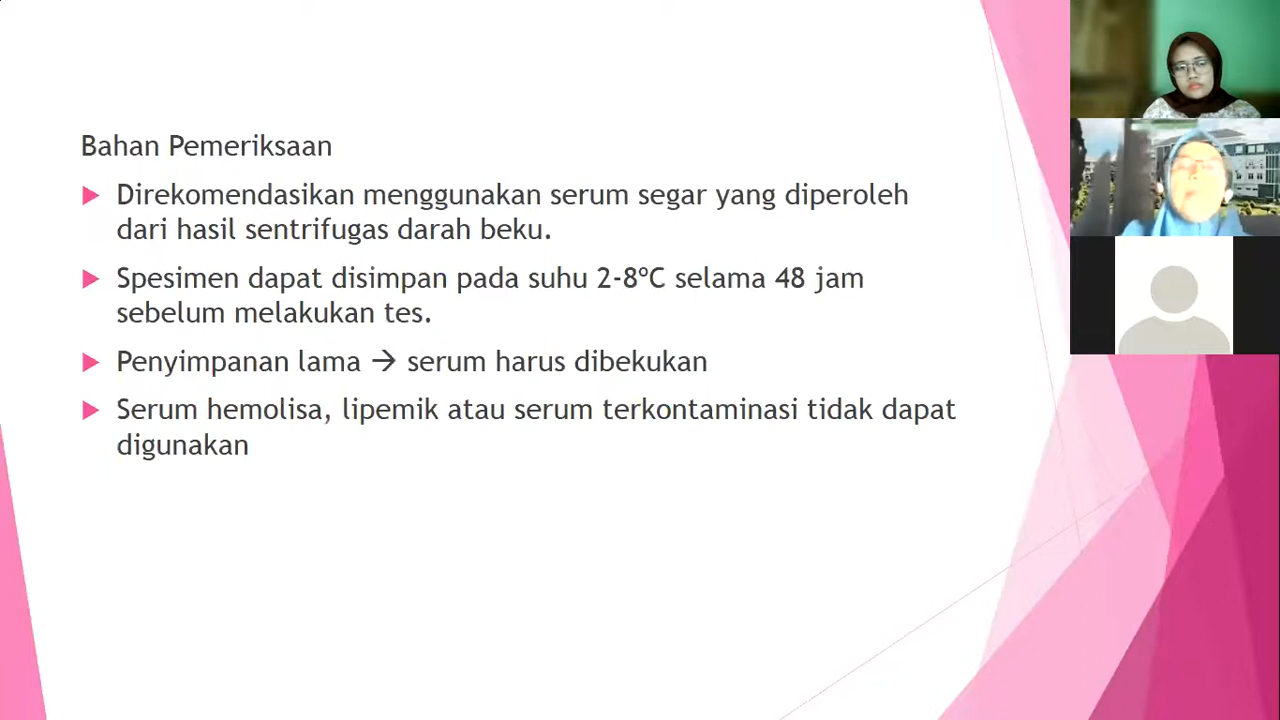 Bahan Pemeriksaan
Direkomendasikan menggunakan serum segar yang diperoleh
dari hasil sentrifugas darah beku.
Spesimen dapat disimpan pada suhu 2-8°C selama 48 jam
sebelum melakukan tes.
Penyimpanan lama → serum harus dibekukan
Serum hemolisa, lipemik atau serum terkontaminasi tidak dapat
digunakan